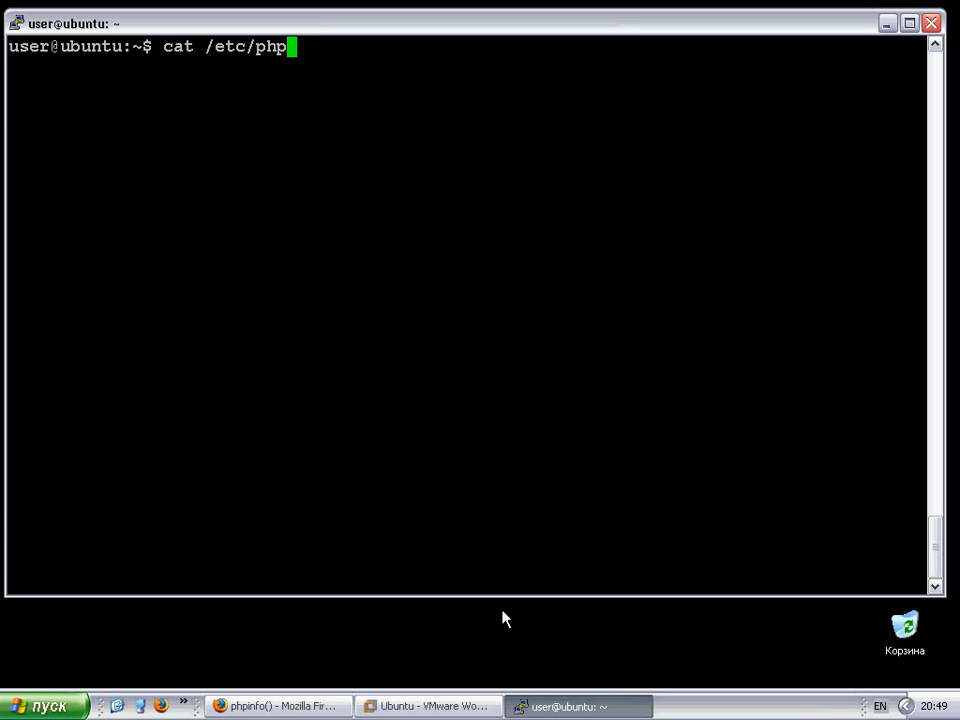 user@ubuntu: ~
user@ubuntu:~$ cat /etc/php
Корзина
пуск
»
phpinfo() - Mozilla Fir...
Ubuntu - VMware Wo...
user@ubuntu: ~
EN
20:49